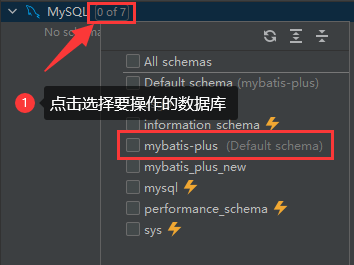 MySQL 0 of 7
No schem
All schemas
Default schema (mybatis-plus)
1 点击选择要操作的数据库
information_schema
mybatis-plus (Default schema)
mybatis_plus_new
mysql
performance_schema
sys